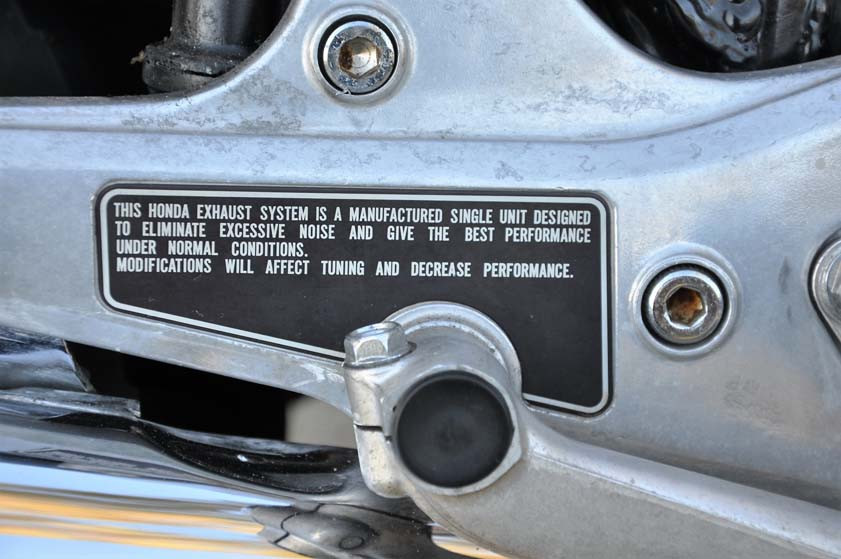 THIS HONDA EXHAUST SYSTEM IS A MANUFACTURED SINGLE UNIT DESIGNED
TO ELIMINATE EXCESSIVE NOISE AND GIVE THE BEST PERFORMANCE
UNDER NORMAL CONDITIONS.
MODIFICATIONS WILL AFFECT TUNING AND DECREASE PERFORMANCE.